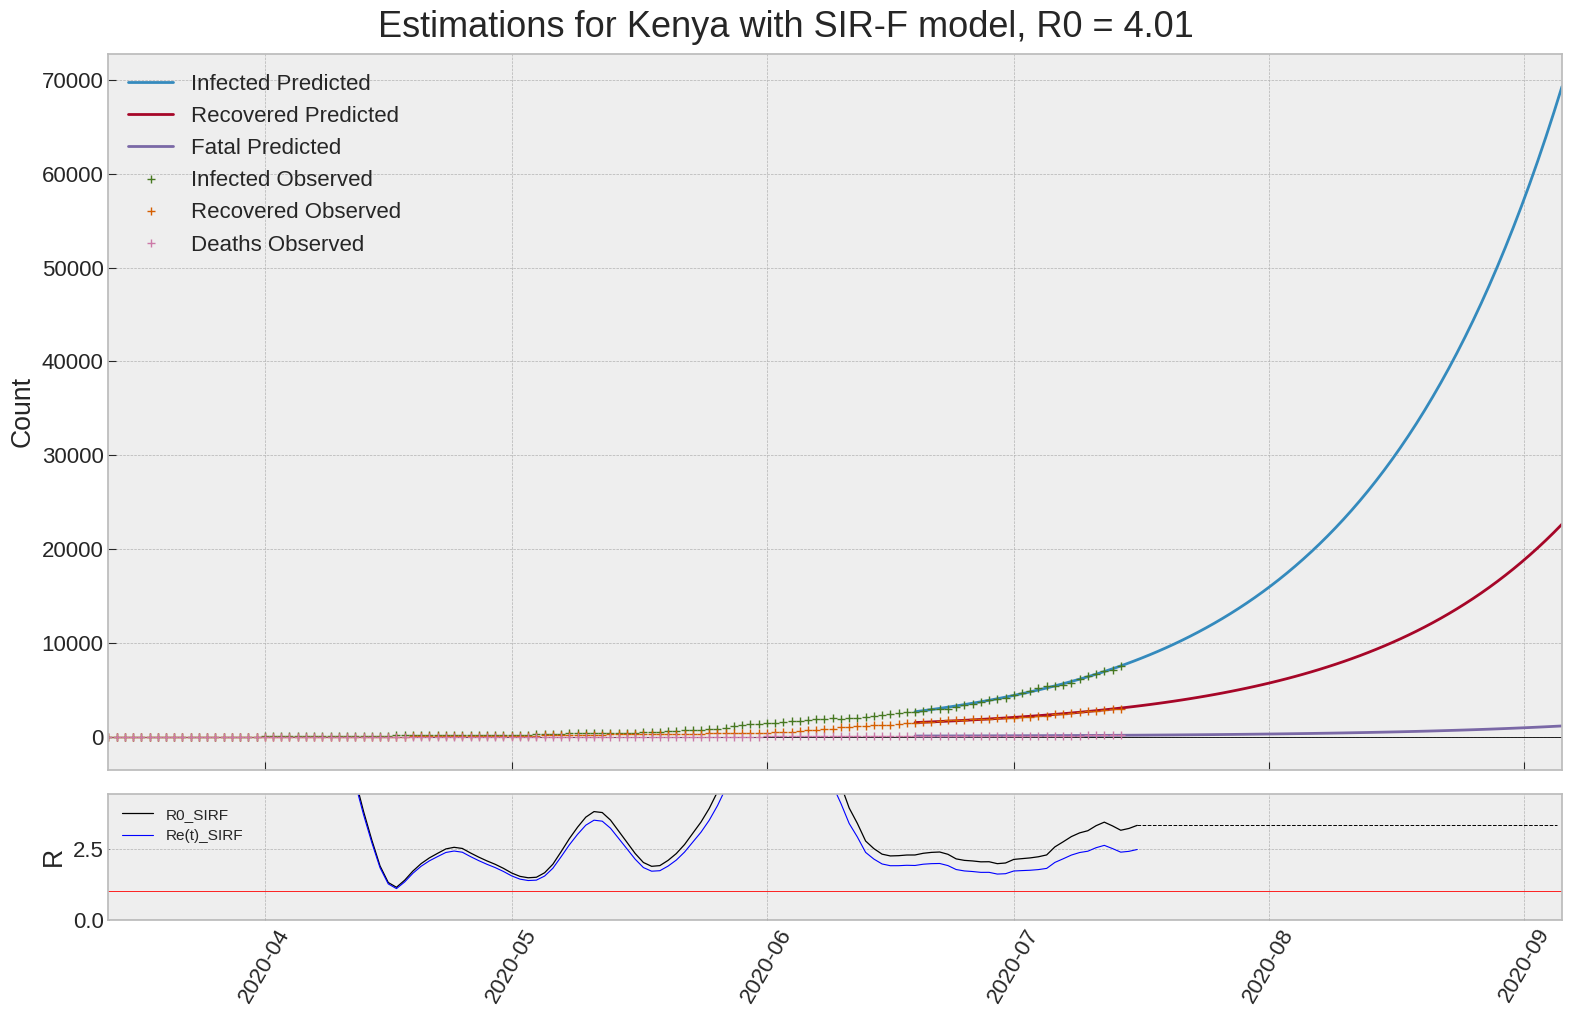 Estimations for Kenya with SIR-F model, R0 = 4.01
70000
60000
50000
40000
30000
20000
10000
0
Count
Infected Predicted
Recovered Predicted
Fatal Predicted
Infected Observed
Recovered Observed
Deaths Observed
R0_SIRF
Re(t)_SIRF
R
2.5
0.0
2020-04
2020-05
2020-06
2020-07
2020-08
2020-09